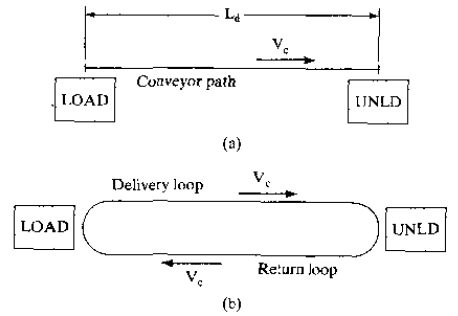 L_d
V_c
Conveyor path
LOAD
UNLD
(a)
Delivery loop
V_c
LOAD
UNLD
V_c
Return loop
(b)